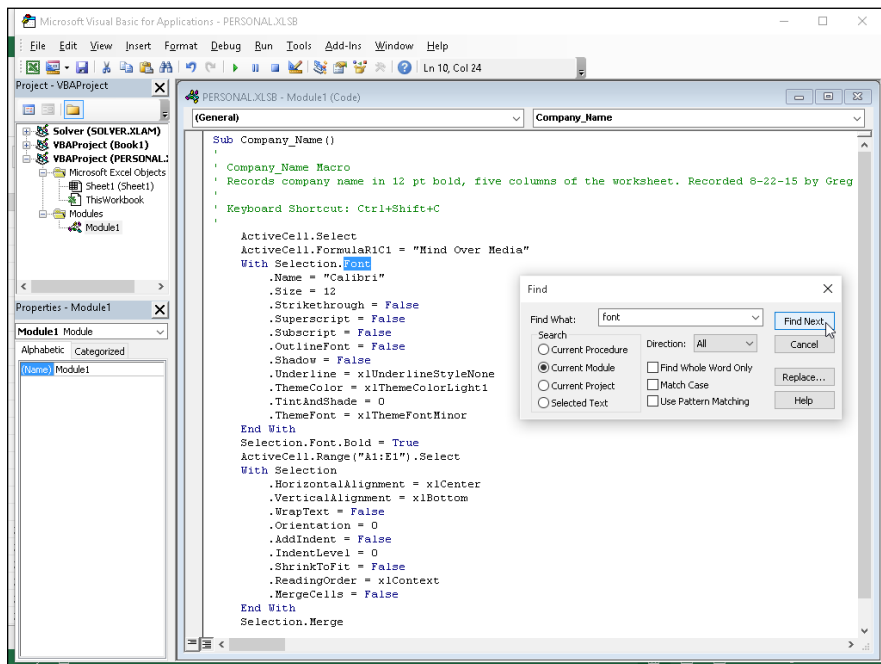 Microsoft Visual Basic for Applications - PERSONAL.XLSB
File Edit View Insert Format Debug Run Tools Add-Ins Window Help
Ln 10, Col 24
Project - VBAProject
Solver (SOLVER.XLAM)
VBAProject (Book1)
VBAProject (PERSONAL.:
Microsoft Excel Objects
Sheet1 (Sheet1)
ThisWorkbook
Modules
Module1
Properties - Module1
Module1 Module
Alphabetic Categorized
(Name) Module1
PERSONAL.XLSB - Module1 (Code)
(General) Company_Name
Sub Company_Name()
'
' Company_Name Macro
' Records company name in 12 pt bold, five columns of the worksheet. Recorded 8-22-15 by Greg
'
' Keyboard Shortcut: Ctrl+Shift+C
'
ActiveCell.Select
ActiveCell.FormulaR1C1 = "Mind Over Media"
With Selection.Font
.Name = "Calibri"
.Size = 12
.Strikethrough = False
.Superscript = False
.Subscript = False
.OutlineFont = False
.Shadow = False
.Underline = xlUnderlineStyleNone
.ThemeColor = xlThemeColorLight1
.TintAndShade = 0
.ThemeFont = xlThemeFontMinor
End With
Selection.Font.Bold = True
ActiveCell.Range("A1:E1").Select
With Selection
.HorizontalAlignment = xlCenter
.VerticalAlignment = xlBottom
.WrapText = False
.Orientation = 0
.AddIndent = False
.IndentLevel = 0
.ShrinkToFit = False
.ReadingOrder = xlContext
.MergeCells = False
End With
Selection.Merge
Find
Find What: font Find Next
Search
Current Procedure
Current Module
Current Project
Selected Text
Direction: All
Find Whole Word Only
Match Case
Use Pattern Matching
Cancel
Replace...
Help